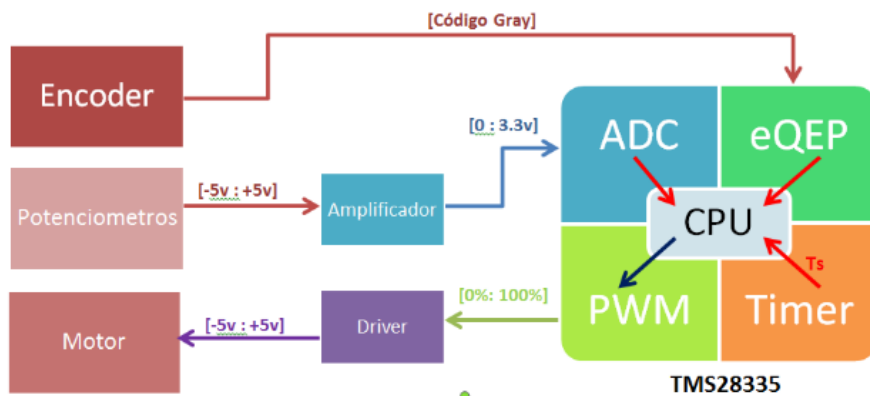 [Código Gray]
Encoder
[0 : 3.3v]
ADC
eQEP
[-5v : +5v]
Potenciometros
Amplificador
CPU
Ts
[0%: 100%]
PWM
Timer
[-5v : +5v]
Motor
Driver
TMS28335